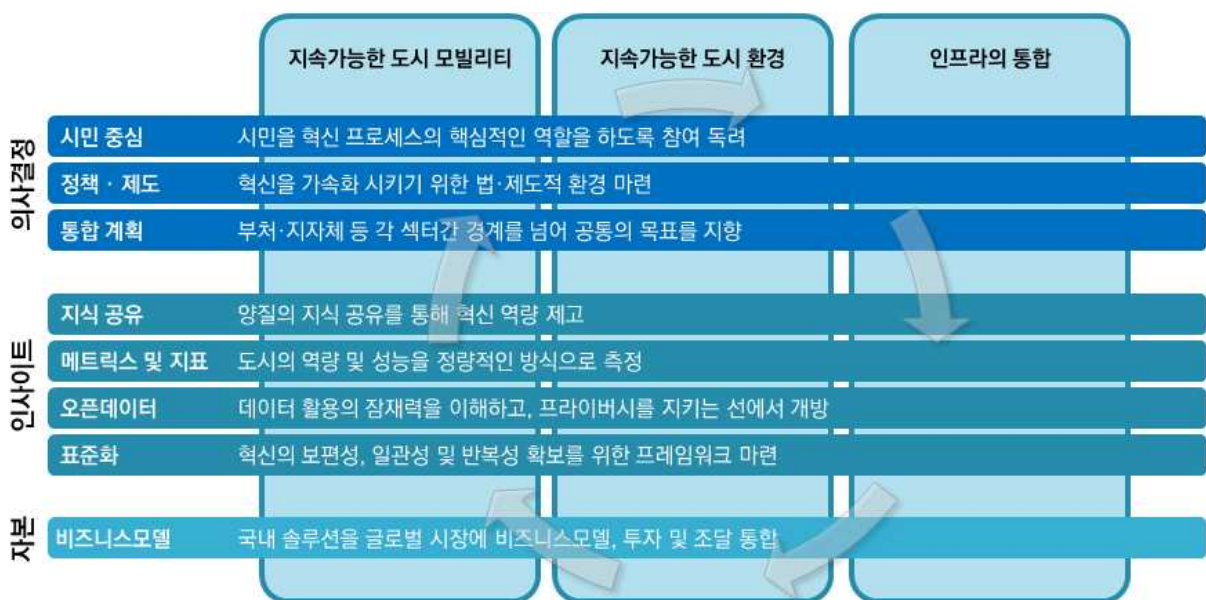 지속가능한 도시 모빌리티 지속가능한 도시 환경 인프라의 통합
의사결정
시민 중심 시민을 혁신 프로세스의 핵심적인 역할을 하도록 참여 독려
정책 · 제도 혁신을 가속화 시키기 위한 법·제도적 환경 마련
통합 계획 부처·지자체 등 각 섹터간 경계를 넘어 공통의 목표를 지향
인사이트
지식 공유 양질의 지식 공유를 통해 혁신 역량 제고
메트릭스 및 지표 도시의 역량 및 성능을 정량적인 방식으로 측정
오픈데이터 데이터 활용의 잠재력을 이해하고, 프라이버시를 지키는 선에서 개방
표준화 혁신의 보편성, 일관성 및 반복성 확보를 위한 프레임워크 마련
자본
비즈니스모델 국내 솔루션을 글로벌 시장에 비즈니스모델, 투자 및 조달 통합